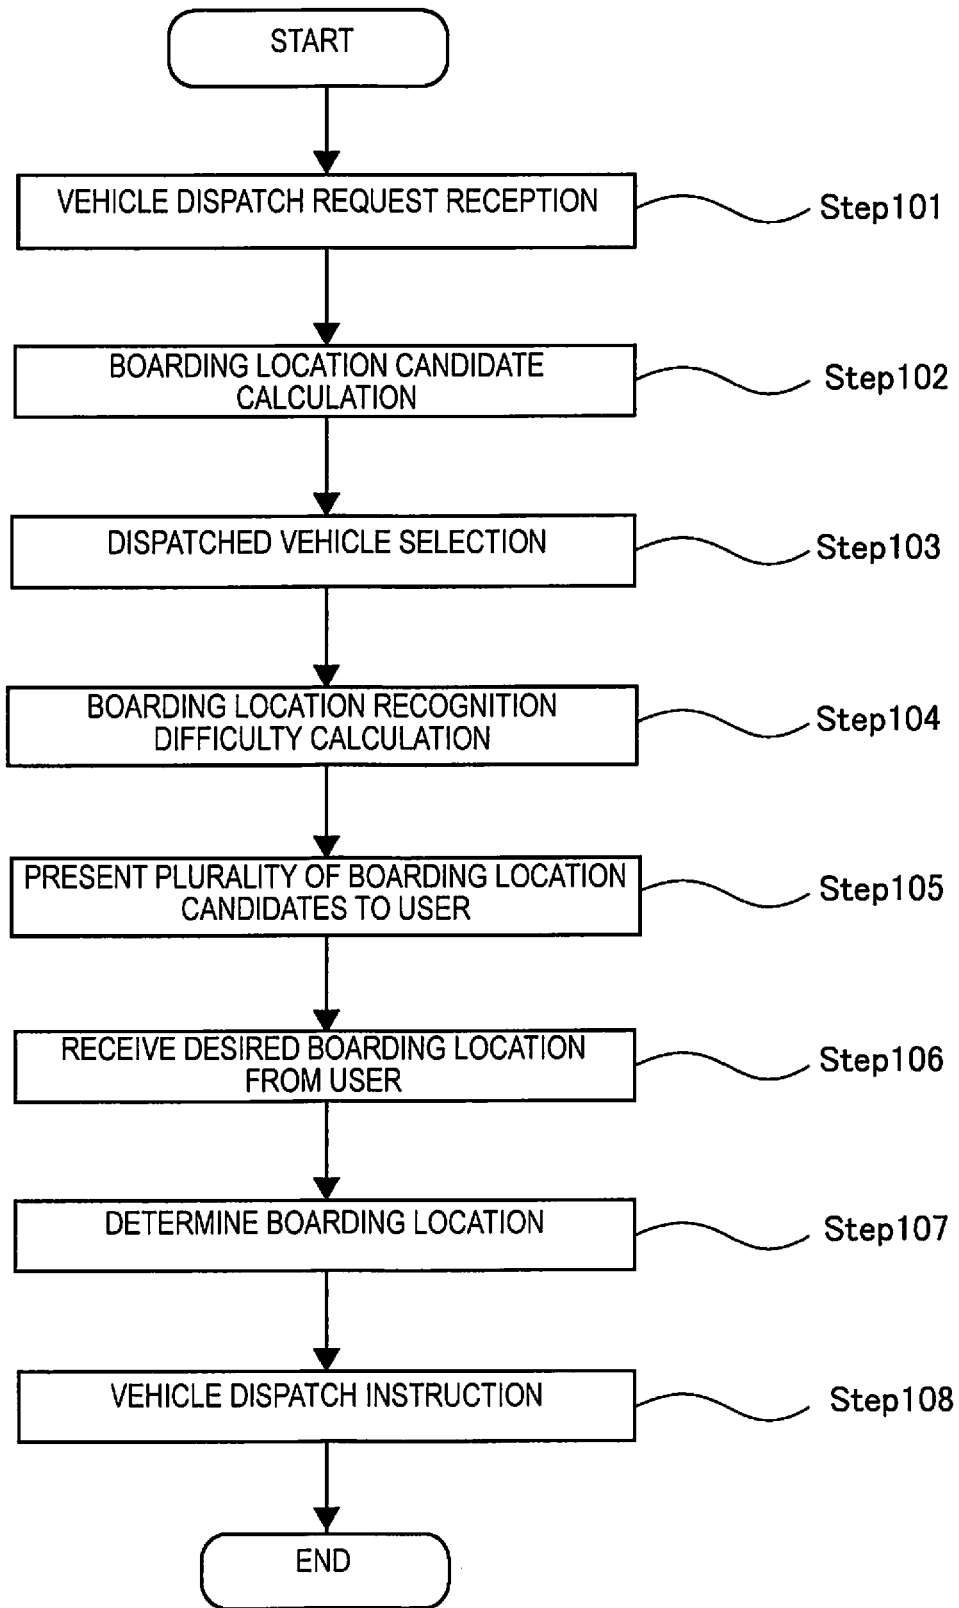 START
VEHICLE DISPATCH REQUEST RECEPTION
Step101
BOARDING LOCATION CANDIDATE
CALCULATION
Step102
DISPATCHED VEHICLE SELECTION
Step103
BOARDING LOCATION RECOGNITION
DIFFICULTY CALCULATION
Step104
PRESENT PLURALITY OF BOARDING LOCATION
CANDIDATES TO USER
Step105
RECEIVE DESIRED BOARDING LOCATION
FROM USER
Step106
DETERMINE BOARDING LOCATION
Step107
VEHICLE DISPATCH INSTRUCTION
Step108
END